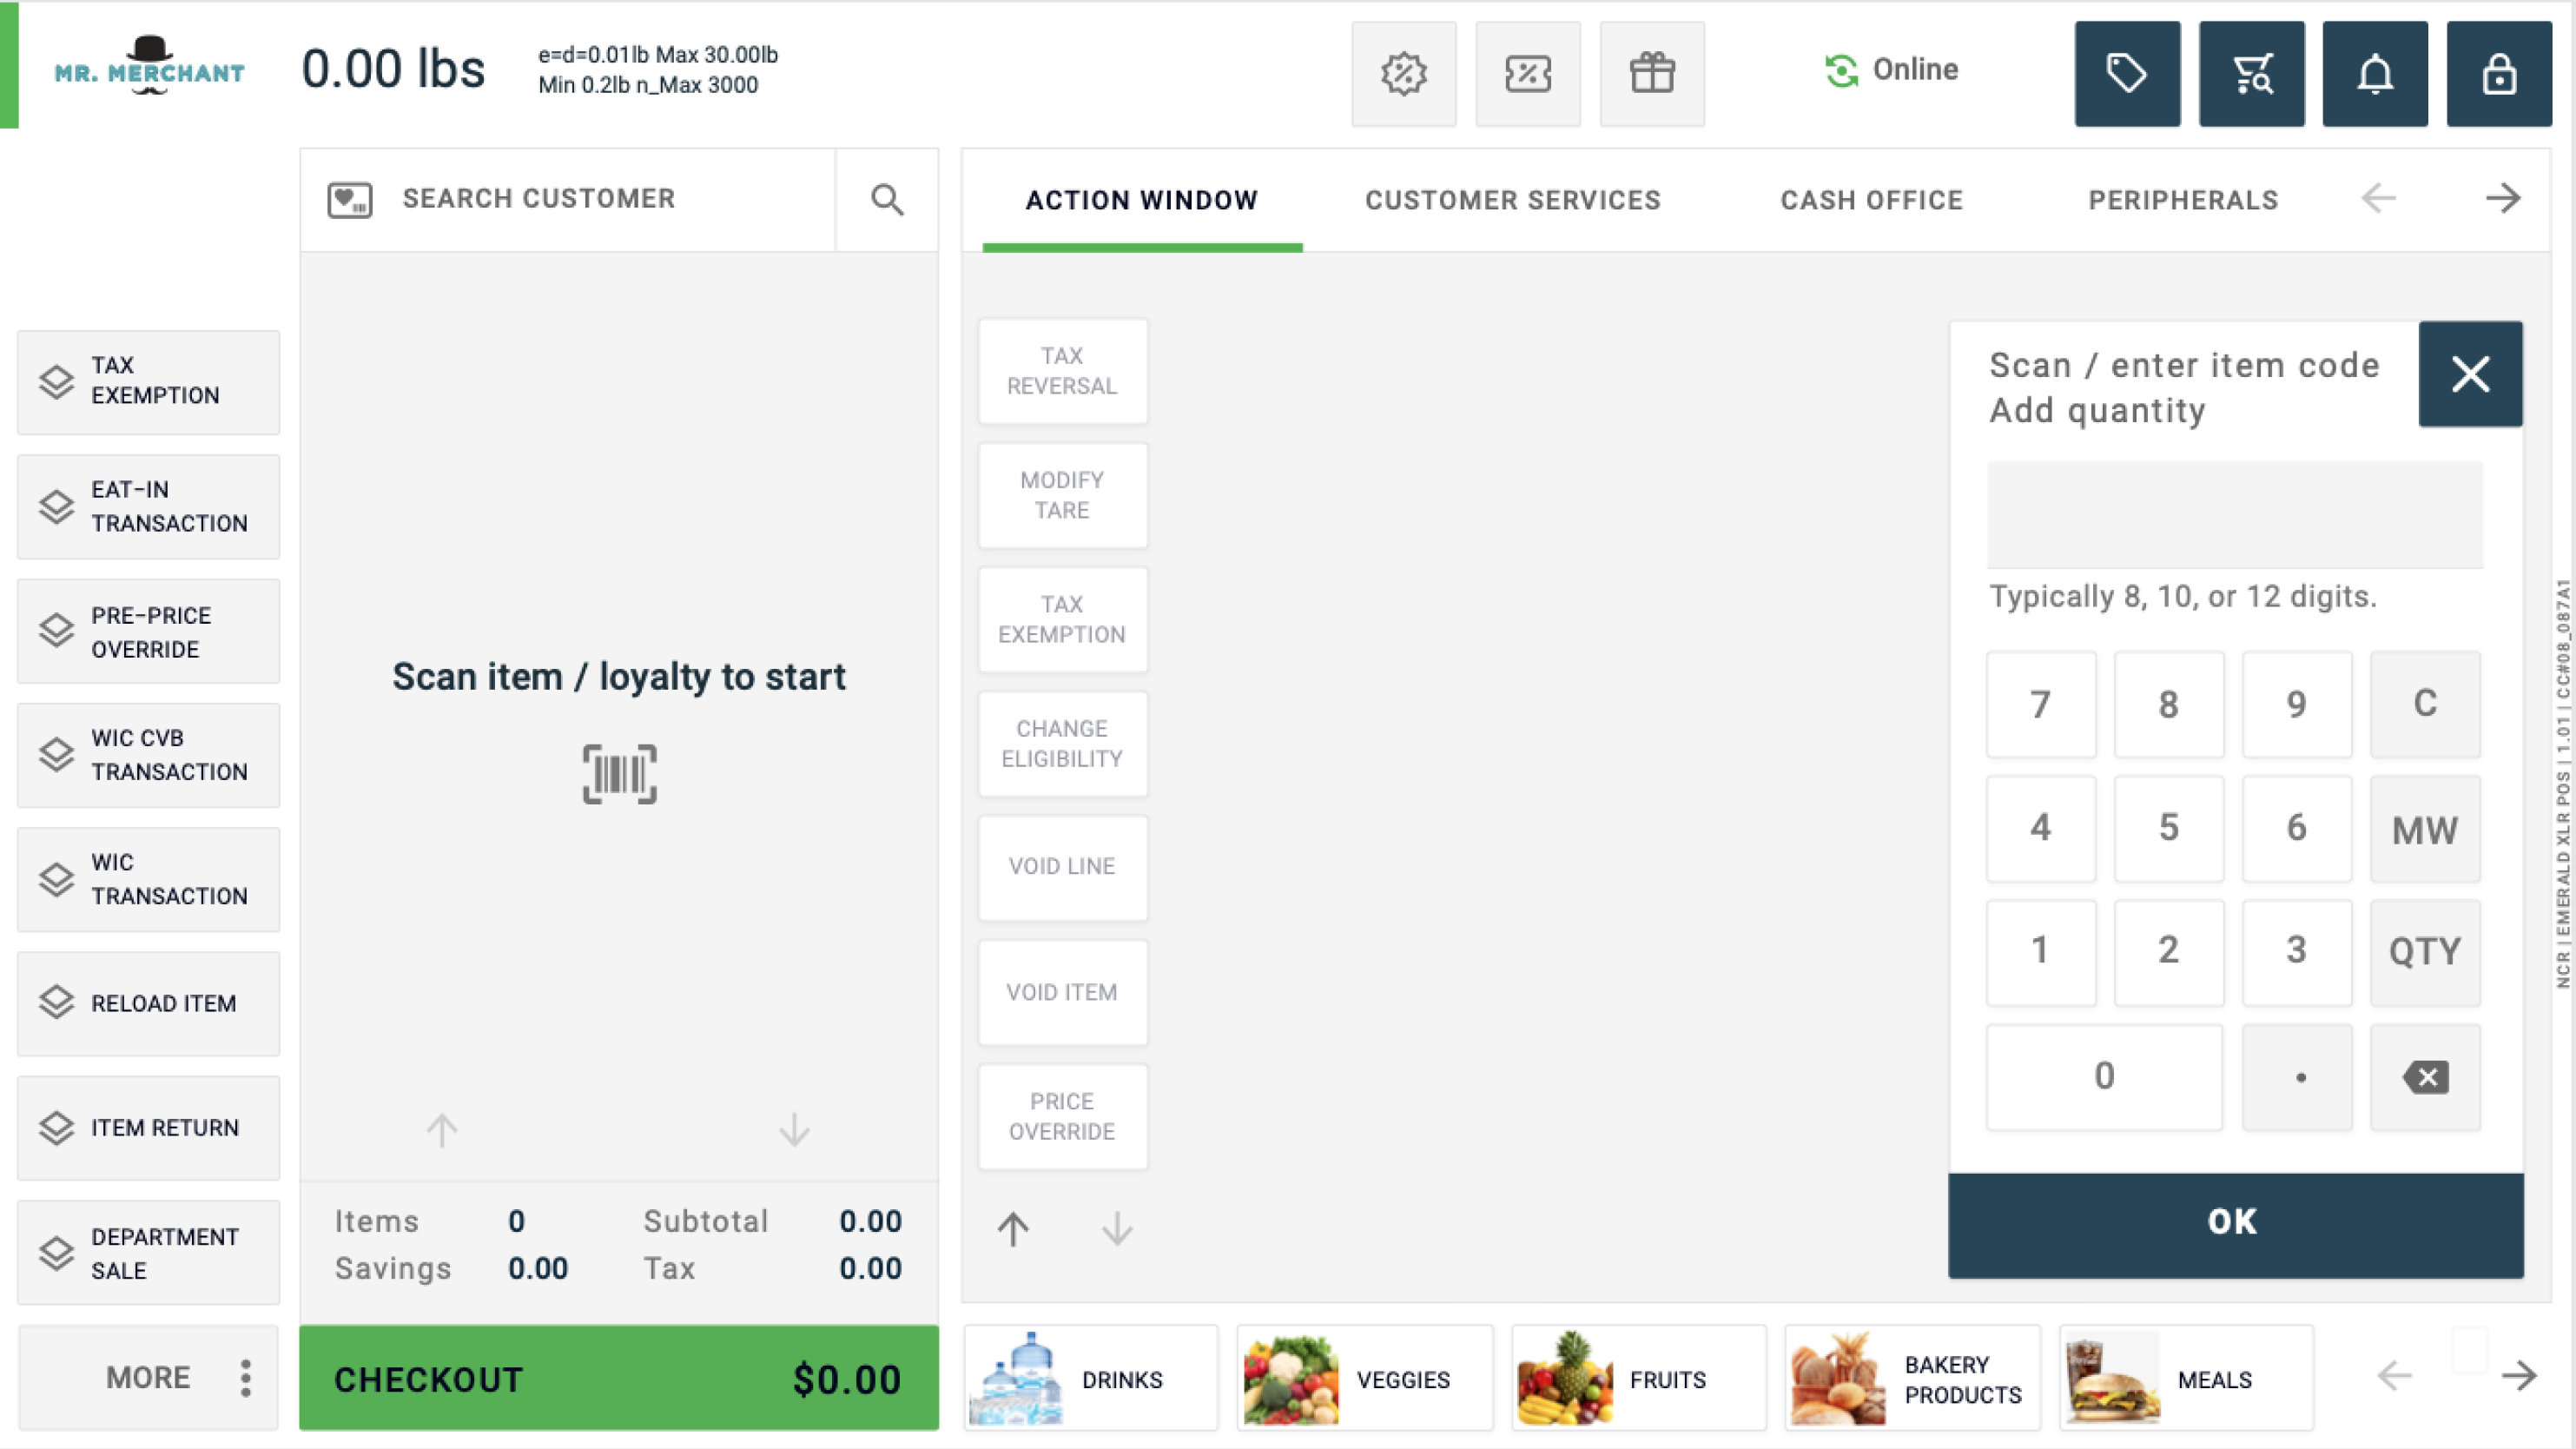 MR. MERCHANT
0.00 lbs
e=d=0.01lb Max 30.00lb
Min 0.2lb n_Max 3000
Online
SEARCH CUSTOMER
ACTION WINDOW
CUSTOMER SERVICES
CASH OFFICE
PERIPHERALS
TAX
EXEMPTION
EAT-IN
TRANSACTION
PRE-PRICE
OVERRIDE
WIC CVB
TRANSACTION
WIC
TRANSACTION
RELOAD ITEM
ITEM RETURN
DEPARTMENT
SALE
MORE
Scan item / loyalty to start
Items 0 Subtotal 0.00
Savings 0.00 Tax 0.00
CHECKOUT $0.00
TAX
REVERSAL
MODIFY
TARE
TAX
EXEMPTION
CHANGE
ELIGIBILITY
VOID LINE
VOID ITEM
PRICE
OVERRIDE
Scan / enter item code
Add quantity
Typically 8, 10, or 12 digits.
7 8 9 C
4 5 6 MW
1 2 3 QTY
0 .
OK
DRINKS
VEGGIES
FRUITS
BAKERY
PRODUCTS
MEALS
NCR | EMERALD XLR POS | 1.01 | CC#08_087A1